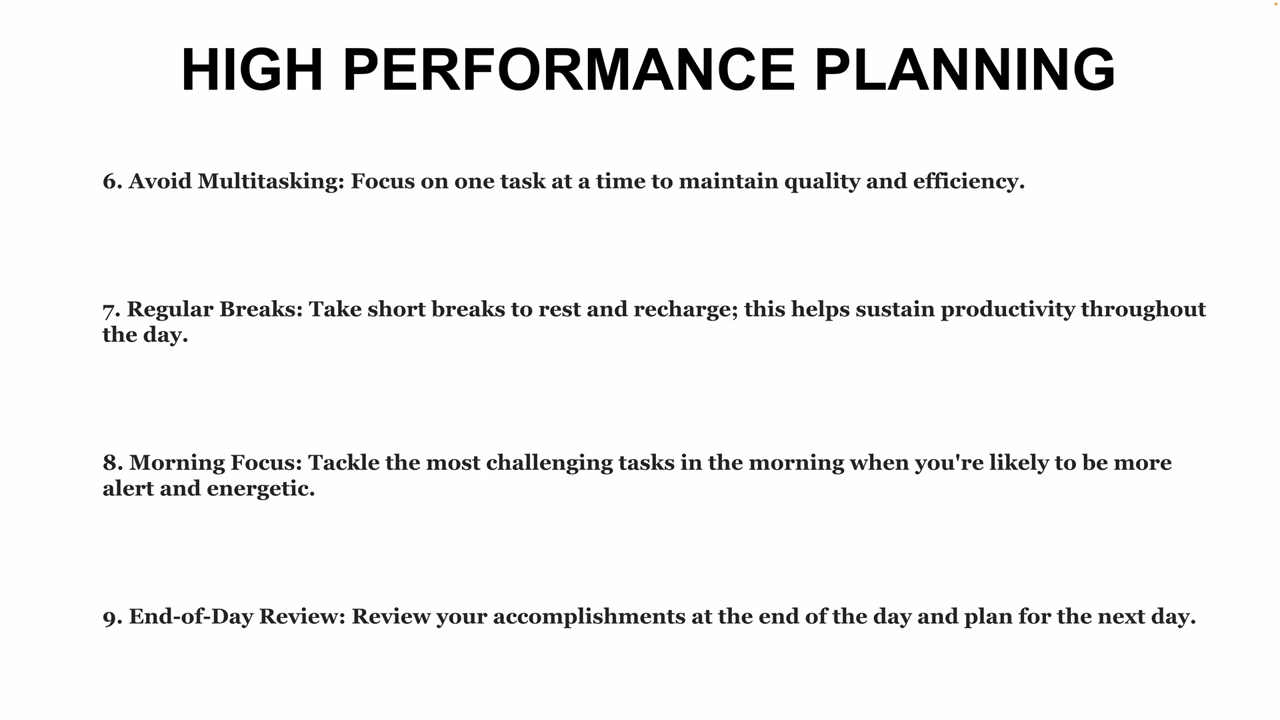 HIGH PERFORMANCE PLANNING
6. Avoid Multitasking: Focus on one task at a time to maintain quality and efficiency.
7. Regular Breaks: Take short breaks to rest and recharge; this helps sustain productivity throughout
the day.
8. Morning Focus: Tackle the most challenging tasks in the morning when you're likely to be more
alert and energetic.
9. End-of-Day Review: Review your accomplishments at the end of the day and plan for the next day.